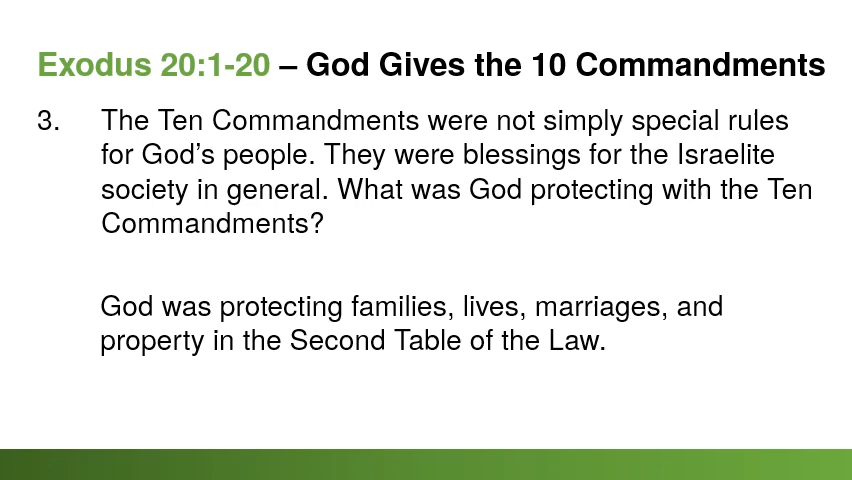 Exodus 20:1-20 – God Gives the 10 Commandments
3. The Ten Commandments were not simply special rules
for God’s people. They were blessings for the Israelite
society in general. What was God protecting with the Ten
Commandments?
God was protecting families, lives, marriages, and
property in the Second Table of the Law.